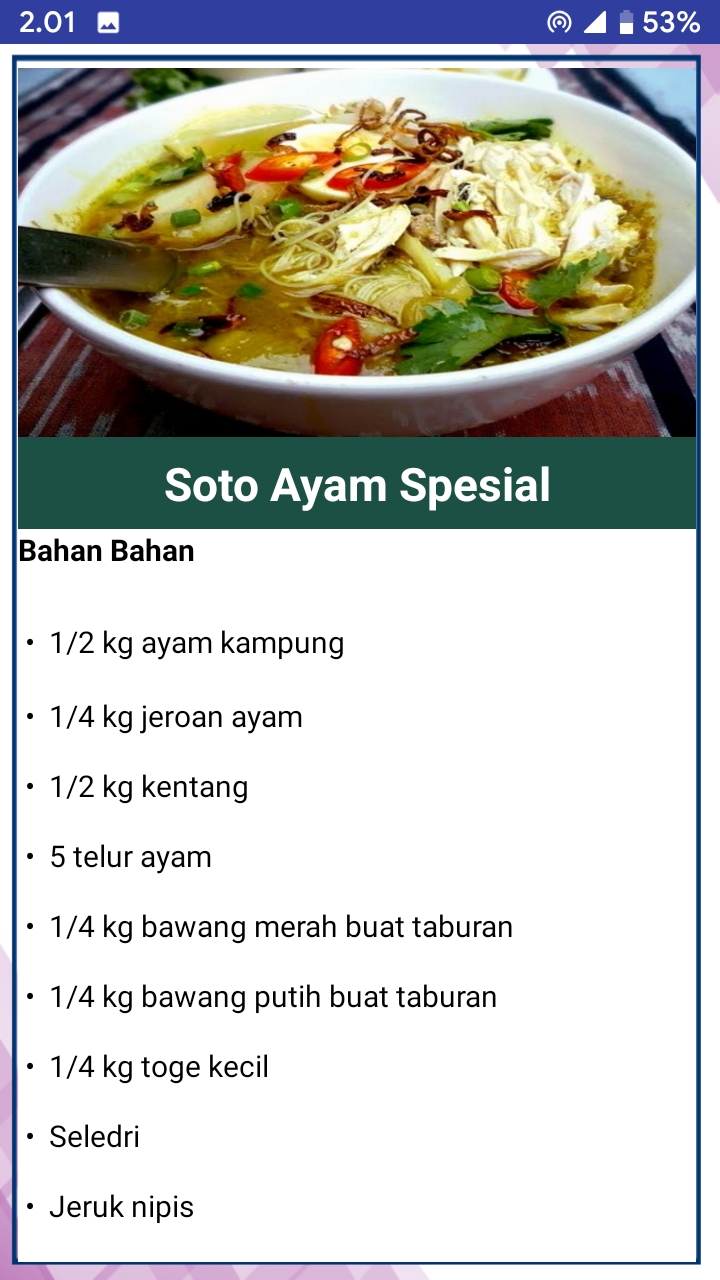 2.01 53%
Soto Ayam Spesial
Bahan Bahan
• 1/2 kg ayam kampung
• 1/4 kg jeroan ayam
• 1/2 kg kentang
• 5 telur ayam
• 1/4 kg bawang merah buat taburan
• 1/4 kg bawang putih buat taburan
• 1/4 kg toge kecil
• Seledri
• Jeruk nipis